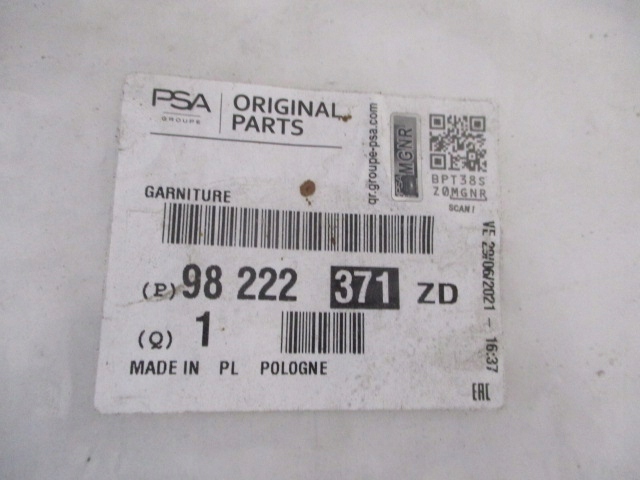 PSA
GROUPE
ORIGINAL
PARTS
qr.groupe-psa.com
MGNR
BPT38S
Z0MGNR
SCAN!
GARNITURE
(P) 98 222 371 ZD
(Q) 1
MADE IN PL POLOGNE
VE 29/06/2021 - 16:37
EAC